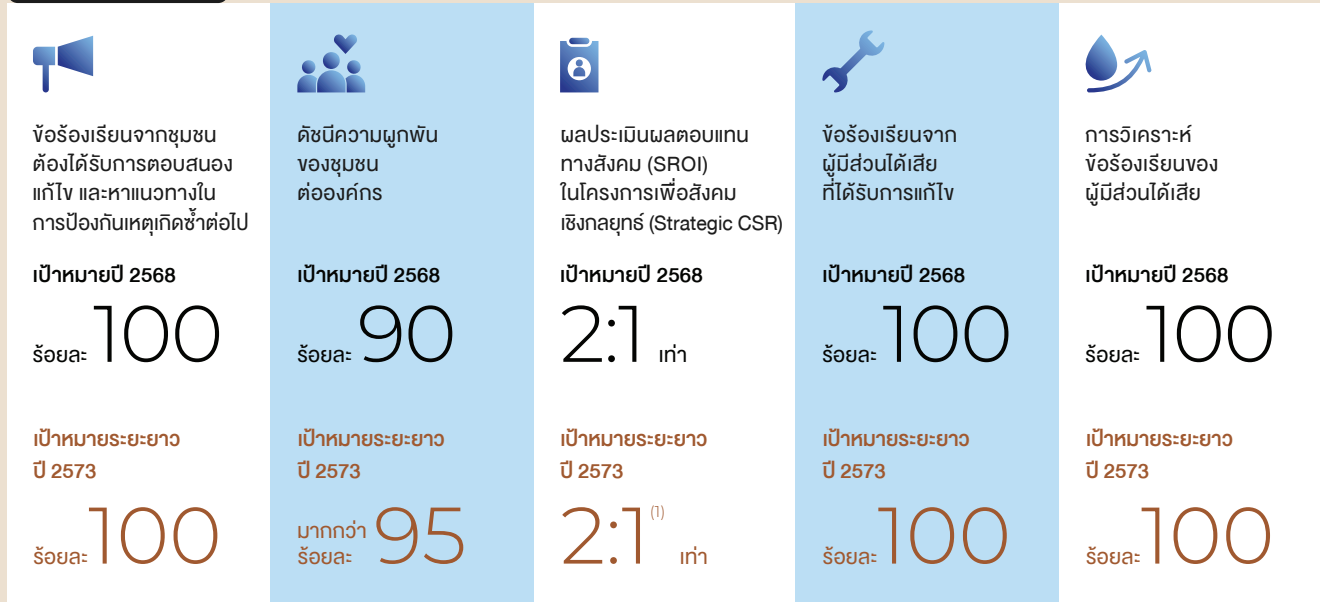 ข้อร้องเรียนจากชุมชน
ต้องได้รับการตอบสนอง
แก้ไข และหาแนวทางใน
การป้องกันเหตุเกิดซ้ำต่อไป
เป้าหมายปี 2568
ร้อยละ 100
เป้าหมายระยะยาว
ปี 2573
ร้อยละ 100
ดัชนีความผูกพัน
ของชุมชน
ต่อองค์กร
เป้าหมายปี 2568
ร้อยละ 90
เป้าหมายระยะยาว
ปี 2573
มากกว่า
ร้อยละ 95
ผลประเมินผลตอบแทน
ทางสังคม (SROI)
ในโครงการเพื่อสังคม
เชิงกลยุทธ์ (Strategic CSR)
เป้าหมายปี 2568
2:1 เท่า
เป้าหมายระยะยาว
ปี 2573
2:1 (1) เท่า
ข้อร้องเรียนจาก
ผู้มีส่วนได้เสีย
ที่ได้รับการแก้ไข
เป้าหมายปี 2568
ร้อยละ 100
เป้าหมายระยะยาว
ปี 2573
ร้อยละ 100
การวิเคราะห์
ข้อร้องเรียนของ
ผู้มีส่วนได้เสีย
เป้าหมายปี 2568
ร้อยละ 100
เป้าหมายระยะยาว
ปี 2573
ร้อยละ 100